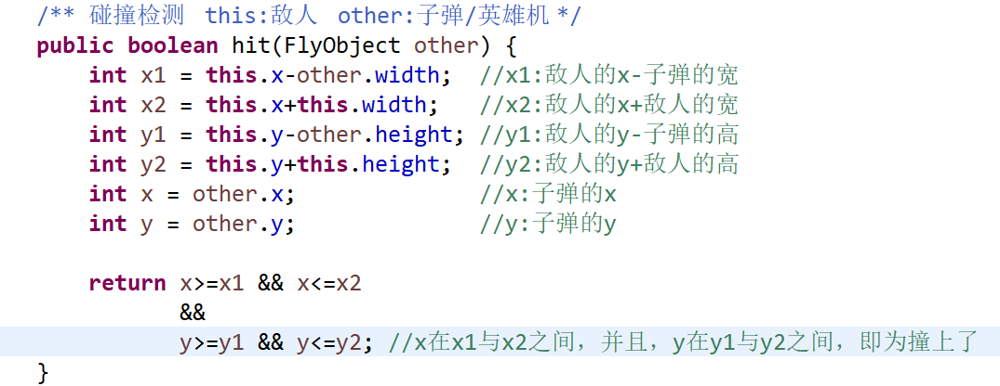 /** 碰撞检测  this:敌人  other:子弹/英雄机 */
public boolean hit(FlyObject other) {
    int x1 = this.x-other.width;  //x1:敌人的x-子弹的宽
    int x2 = this.x+this.width;   //x2:敌人的x+敌人的宽
    int y1 = this.y-other.height; //y1:敌人的y-子弹的高
    int y2 = this.y+this.height;  //y2:敌人的y+敌人的高
    int x = other.x;              //x:子弹的x
    int y = other.y;              //y:子弹的y
    return x>=x1 && x<=x2
           &&
           y>=y1 && y<=y2; //x在x1与x2之间，并且，y在y1与y2之间，即为撞上了
}